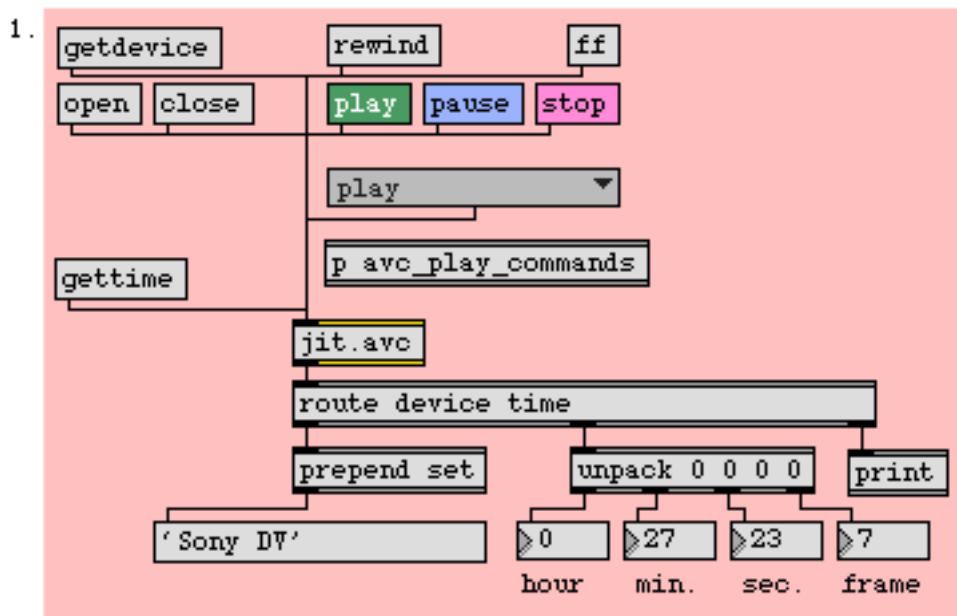 1.
getdevice rewind ff
open close play pause stop
play
p avc_play_commands
gettime
jit.avc
route device time
prepend set unpack 0 0 0 0 print
'Sony DV' 0 27 23 7
hour min. sec. frame